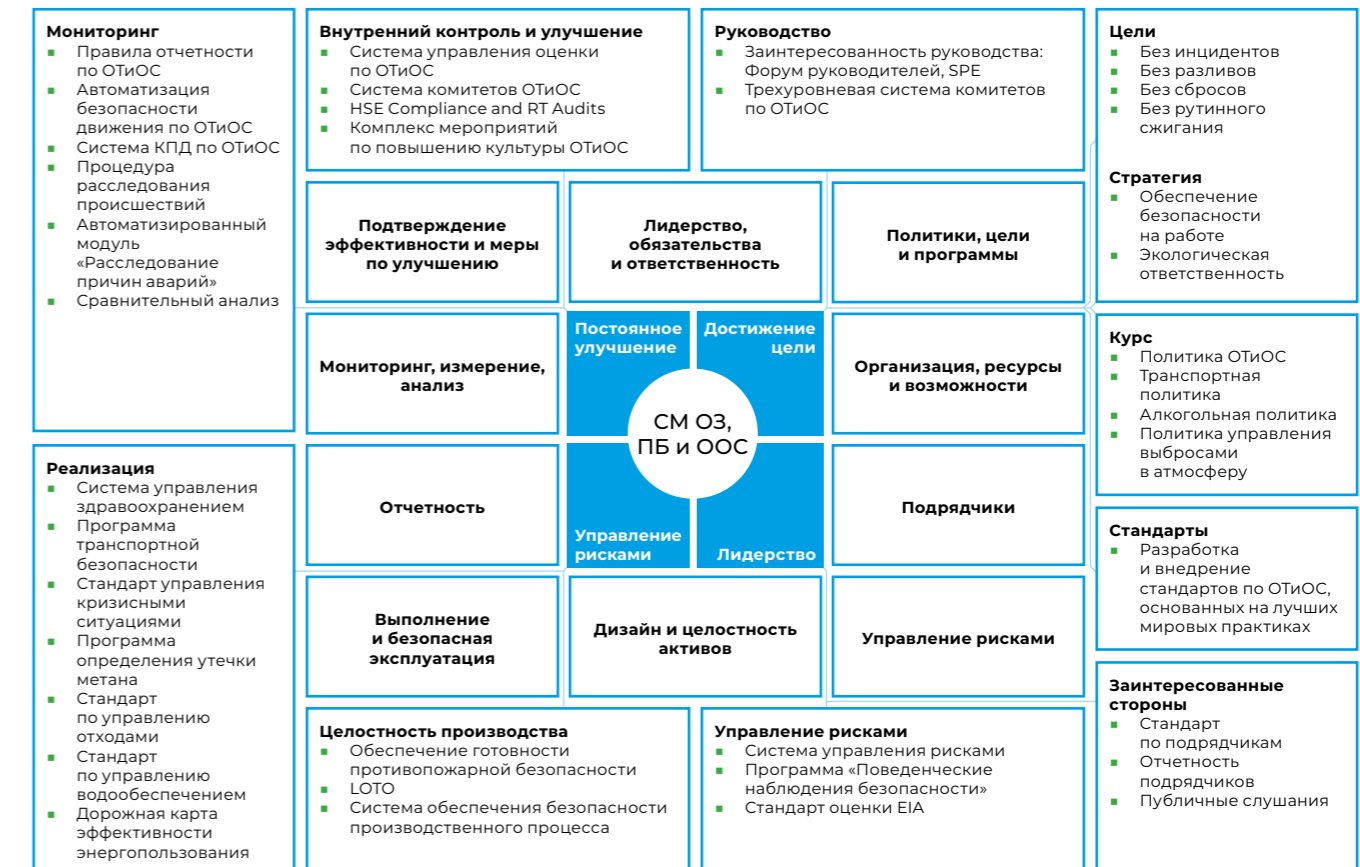 Мониторинг
▪ Правила отчетности
по ОТиОС
▪ Автоматизация
безопасности
движения по ОТиОС
▪ Система КПД по ОТиОС
▪ Процедура
расследования
происшествий
▪ Автоматизированный
модуль
«Расследование
причин аварий»
▪ Сравнительный анализ
Внутренний контроль и улучшение
▪ Система управления оценки
по ОТиОС
▪ Система комитетов ОТиОС
▪ HSE Compliance and RT Audits
▪ Комплекс мероприятий
по повышению культуры ОТиОС
Руководство
▪ Заинтересованность руководства:
Форум руководителей, SPE
▪ Трехуровневая система комитетов
по ОТиОС
Цели
▪ Без инцидентов
▪ Без разливов
▪ Без сбросов
▪ Без рутинного
сжигания
Стратегия
▪ Обеспечение
безопасности
на работе
▪ Экологическая
ответственность
Подтверждение
эффективности и меры
по улучшению
Лидерство,
обязательства
и ответственность
Политики, цели
и программы
Мониторинг, измерение,
анализ
Постоянное
улучшение
Достижение
цели
СМ ОЗ,
ПБ и ООС
Управление
рисками
Лидерство
Организация, ресурсы
и возможности
Курс
▪ Политика ОТиОС
▪ Транспортная
политика
▪ Алкогольная политика
▪ Политика управления
выбросами
в атмосферу
Реализация
▪ Система управления
здравоохранением
▪ Программа
транспортной
безопасности
▪ Стандарт управления
кризисными
ситуациями
▪ Программа
определения утечки
метана
▪ Стандарт
по управлению
отходами
▪ Стандарт
по управлению
водообеспечением
▪ Дорожная карта
эффективности
энергопользования
Отчетность
Подрядчики
Стандарты
▪ Разработка
и внедрение
стандартов по ОТиОС,
основанных на лучших
мировых практиках
Выполнение
и безопасная
эксплуатация
Дизайн и целостность
активов
Управление рисками
Заинтересованные
стороны
▪ Стандарт
по подрядчикам
▪ Отчетность
подрядчиков
▪ Публичные слушания
Целостность производства
▪ Обеспечение готовности
противопожарной безопасности
▪ LOTO
▪ Система обеспечения безопасности
производственного процесса
Управление рисками
▪ Система управления рисками
▪ Программа «Поведенческие
наблюдения безопасности»
▪ Стандарт оценки EIA